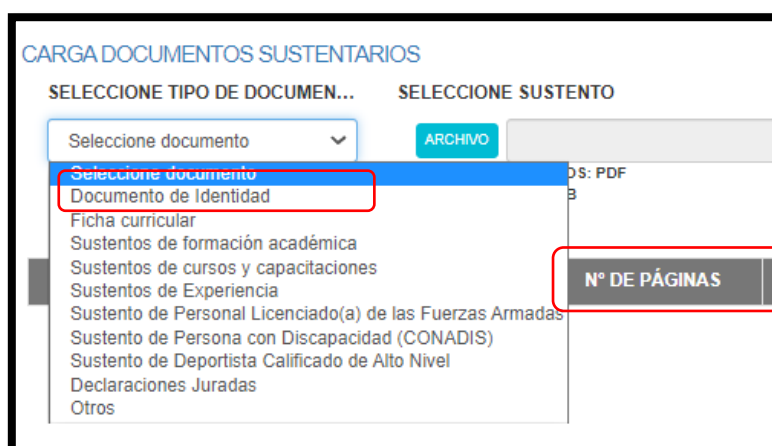 CARGA DOCUMENTOS SUSTENTARIOS
SELECCIONE TIPO DE DOCUMEN... SELECCIONE SUSTENTO
Seleccione documento ARCHIVO
Seleccione documento
OS: PDF
Documento de Identidad
B
Ficha curricular
Sustentos de formación académica
Sustentos de cursos y capacitaciones
Sustentos de Experiencia
Nº DE PÁGINAS
Sustento de Personal Licenciado(a) de las Fuerzas Armadas
Sustento de Persona con Discapacidad (CONADIS)
Sustento de Deportista Calificado de Alto Nivel
Declaraciones Juradas
Otros